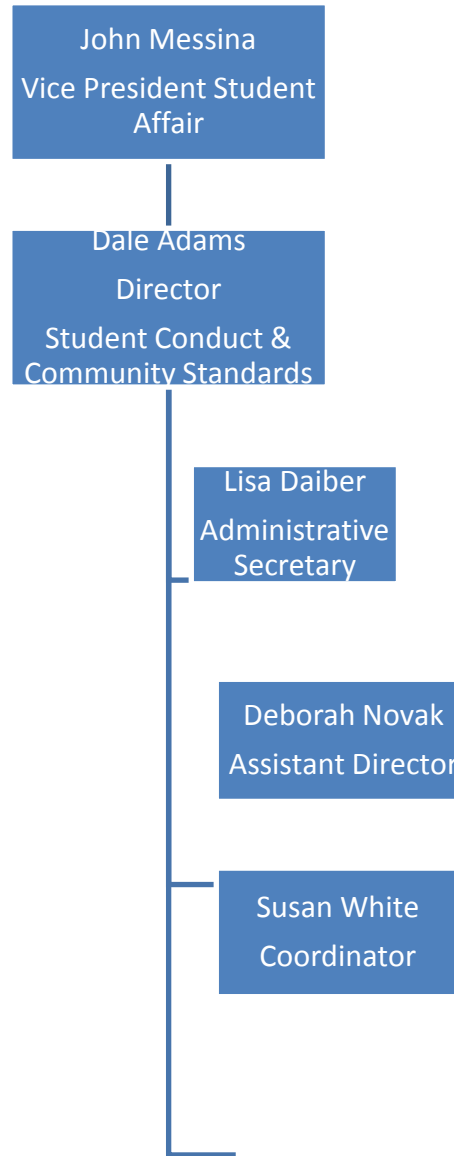 John Messina
Vice President Student
Affair
Dale Adams
Director
Student Conduct &
Community Standards
Lisa Daiber
Administrative
Secretary
Deborah Novak
Assistant Director
Susan White
Coordinator